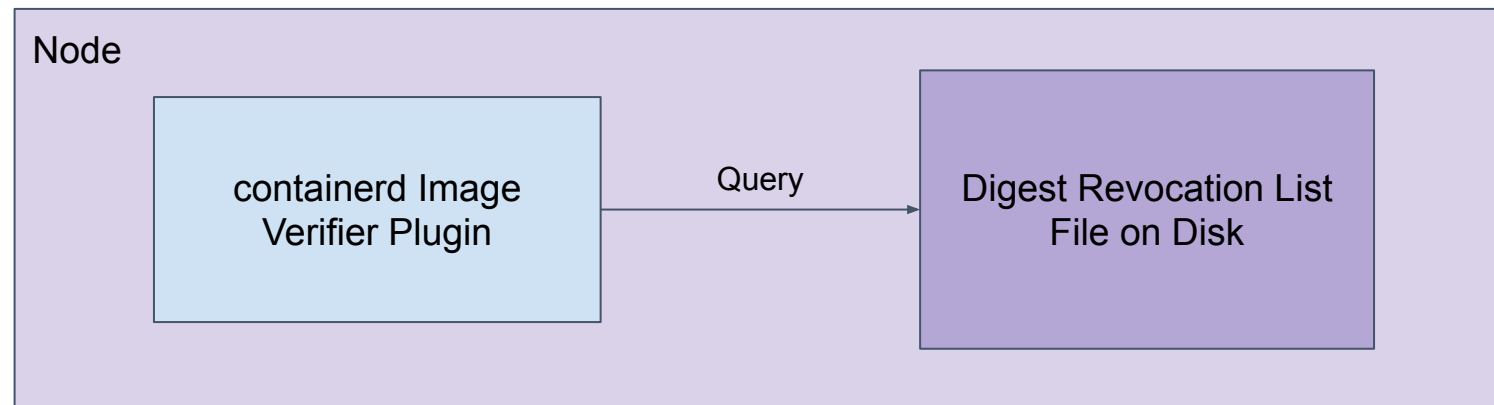 Node
containerd Image
Verifier Plugin
Query
Digest Revocation List
File on Disk